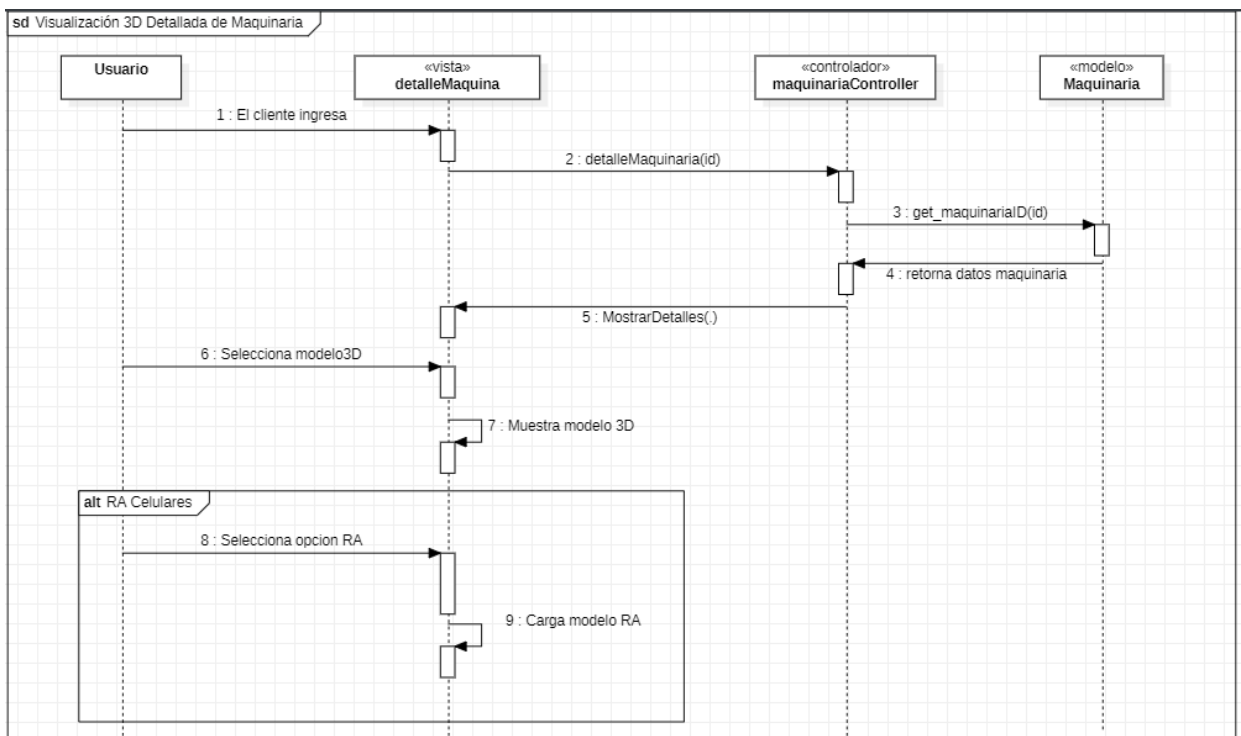 sd Visualización 3D Detallada de Maquinaria
Usuario
«vista»
detalleMaquina
«controlador»
maquinariaController
«modelo»
Maquinaria
1 : El cliente ingresa
2 : detalleMaquinaria(id)
3 : get_maquinariaID(id)
4 : retorna datos maquinaria
5 : MostrarDetalles(.)
6 : Selecciona modelo3D
7 : Muestra modelo 3D
alt RA Celulares
8 : Selecciona opcion RA
9 : Carga modelo RA